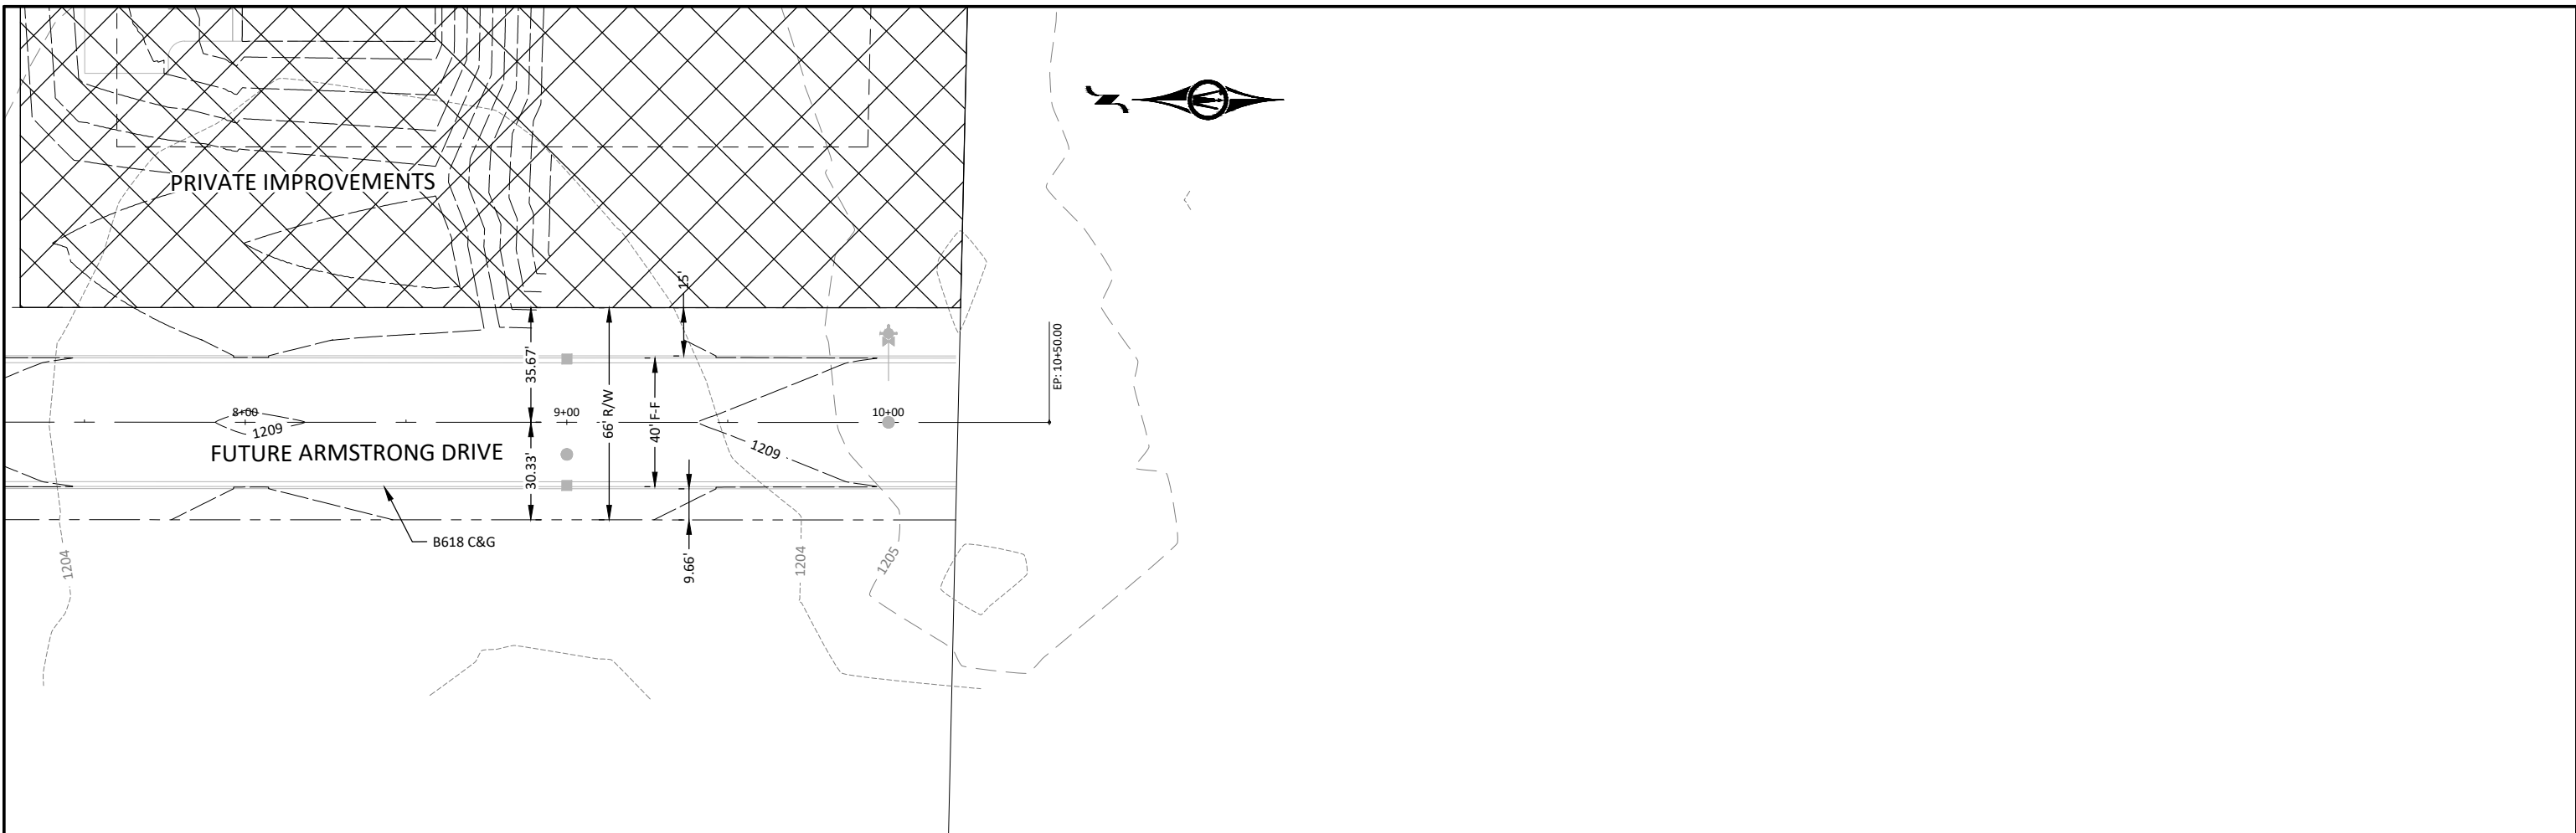 PRIVATE IMPROVEMENTS
N
15'
35.67'
66' R/W
40' F-F
EP: 10+50.00
8+00
9+00
10+00
1209
1209
FUTURE ARMSTRONG DRIVE
30.33'
B618 C&G
9.66'
1204
1204
1205